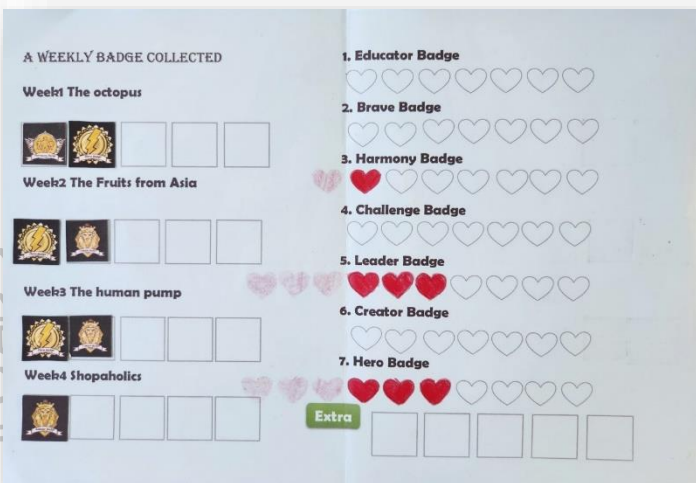 A WEEKLY BADGE COLLECTED
Week1 The octopus
Week2 The Fruits from Asia
Week3 The human pump
Week4 Shopaholics
1. Educator Badge
2. Brave Badge
3. Harmony Badge
4. Challenge Badge
5. Leader Badge
6. Creator Badge
7. Hero Badge
Extra